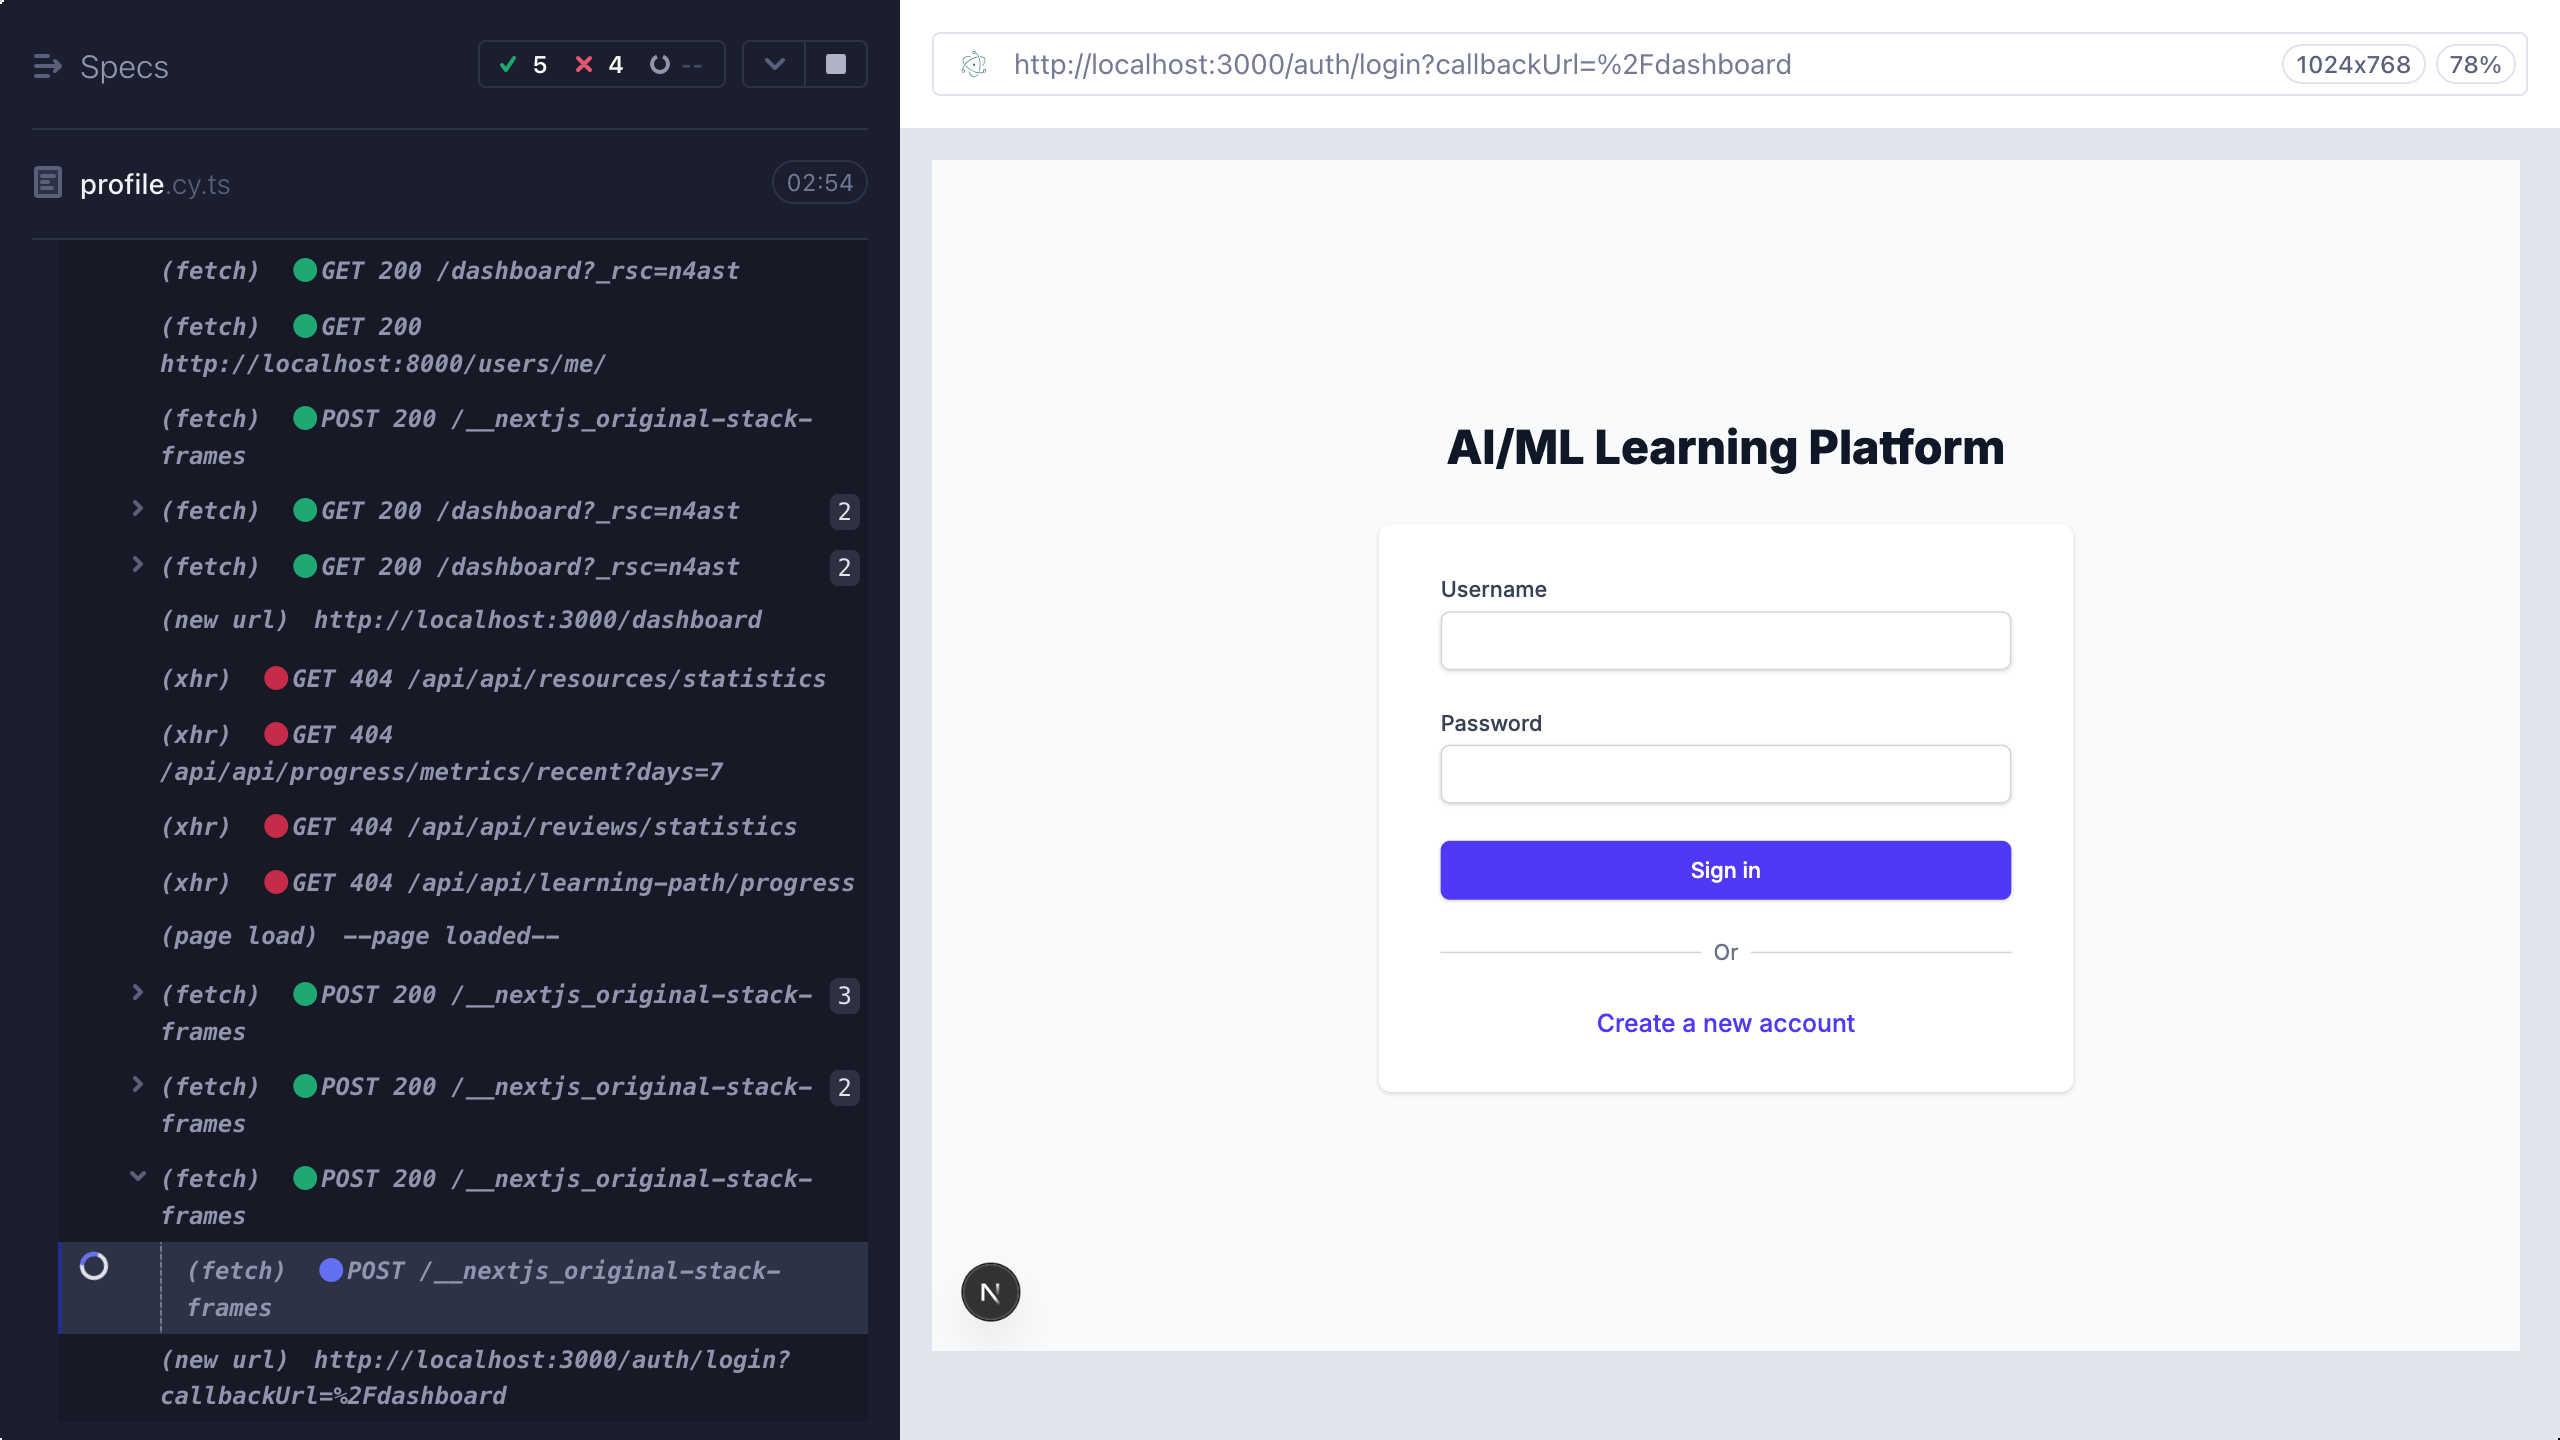 Specs
5 4 --
profile.cy.ts
02:54
(fetch) GET 200 /dashboard?_rsc=n4ast
(fetch) GET 200
http://localhost:8000/users/me/
(fetch) POST 200 /__nextjs_original-stack-
frames
(fetch) GET 200 /dashboard?_rsc=n4ast 2
(fetch) GET 200 /dashboard?_rsc=n4ast 2
(new url) http://localhost:3000/dashboard
(xhr) GET 404 /api/api/resources/statistics
(xhr) GET 404
/api/api/progress/metrics/recent?days=7
(xhr) GET 404 /api/api/reviews/statistics
(xhr) GET 404 /api/api/learning-path/progress
(page load) --page loaded--
(fetch) POST 200 /__nextjs_original-stack- 3
frames
(fetch) POST 200 /__nextjs_original-stack- 2
frames
(fetch) POST 200 /__nextjs_original-stack-
frames
(fetch) POST /__nextjs_original-stack-
frames
(new url) http://localhost:3000/auth/login?
callbackUrl=%2Fdashboard
http://localhost:3000/auth/login?callbackUrl=%2Fdashboard
1024x768
78%
AI/ML Learning Platform
Username
Password
Sign in
Or
Create a new account
N